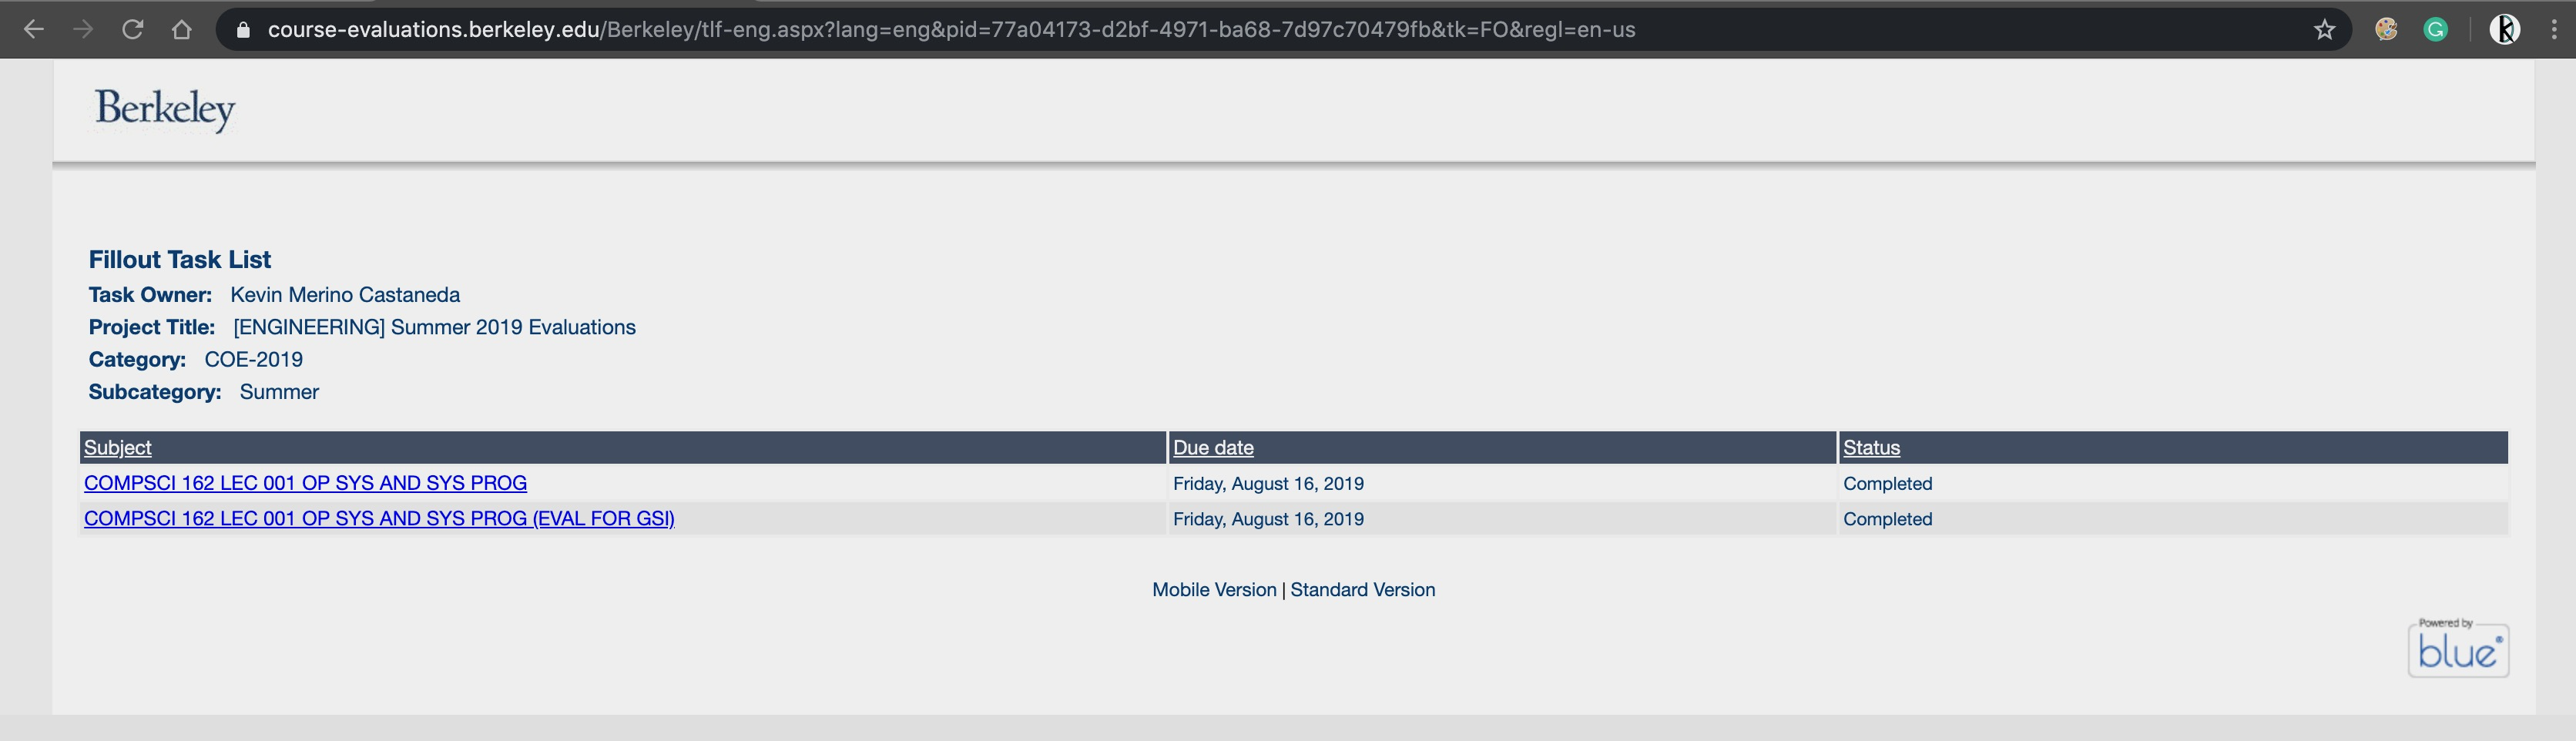 course-evaluations.berkeley.edu/Berkeley/tlf-eng.aspx?lang=eng&pid=77a04173-d2bf-4971-ba68-7d97c70479fb&tk=FO&regl=en-us
Berkeley
Fillout Task List
Task Owner: Kevin Merino Castaneda
Project Title: [ENGINEERING] Summer 2019 Evaluations
Category: COE-2019
Subcategory: Summer
Subject Due date Status
COMPSCI 162 LEC 001 OP SYS AND SYS PROG Friday, August 16, 2019 Completed
COMPSCI 162 LEC 001 OP SYS AND SYS PROG (EVAL FOR GSI) Friday, August 16, 2019 Completed
Mobile Version | Standard Version
Powered by
blue®